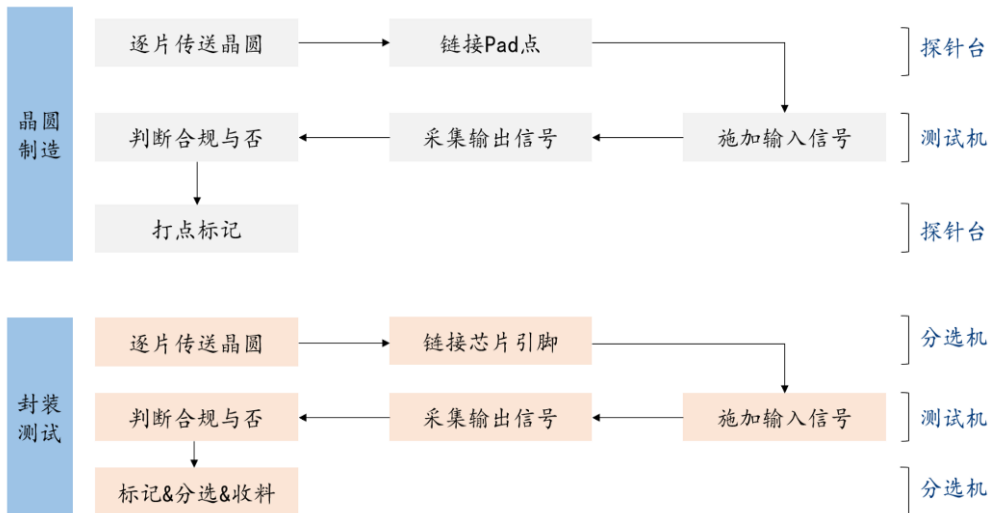 晶圆
制造
逐片传送晶圆
链接Pad点
探针台
判断合规与否
采集输出信号
施加输入信号
测试机
打点标记
探针台
封装
测试
逐片传送晶圆
链接芯片引脚
分选机
判断合规与否
采集输出信号
施加输入信号
测试机
标记&分选&收料
分选机